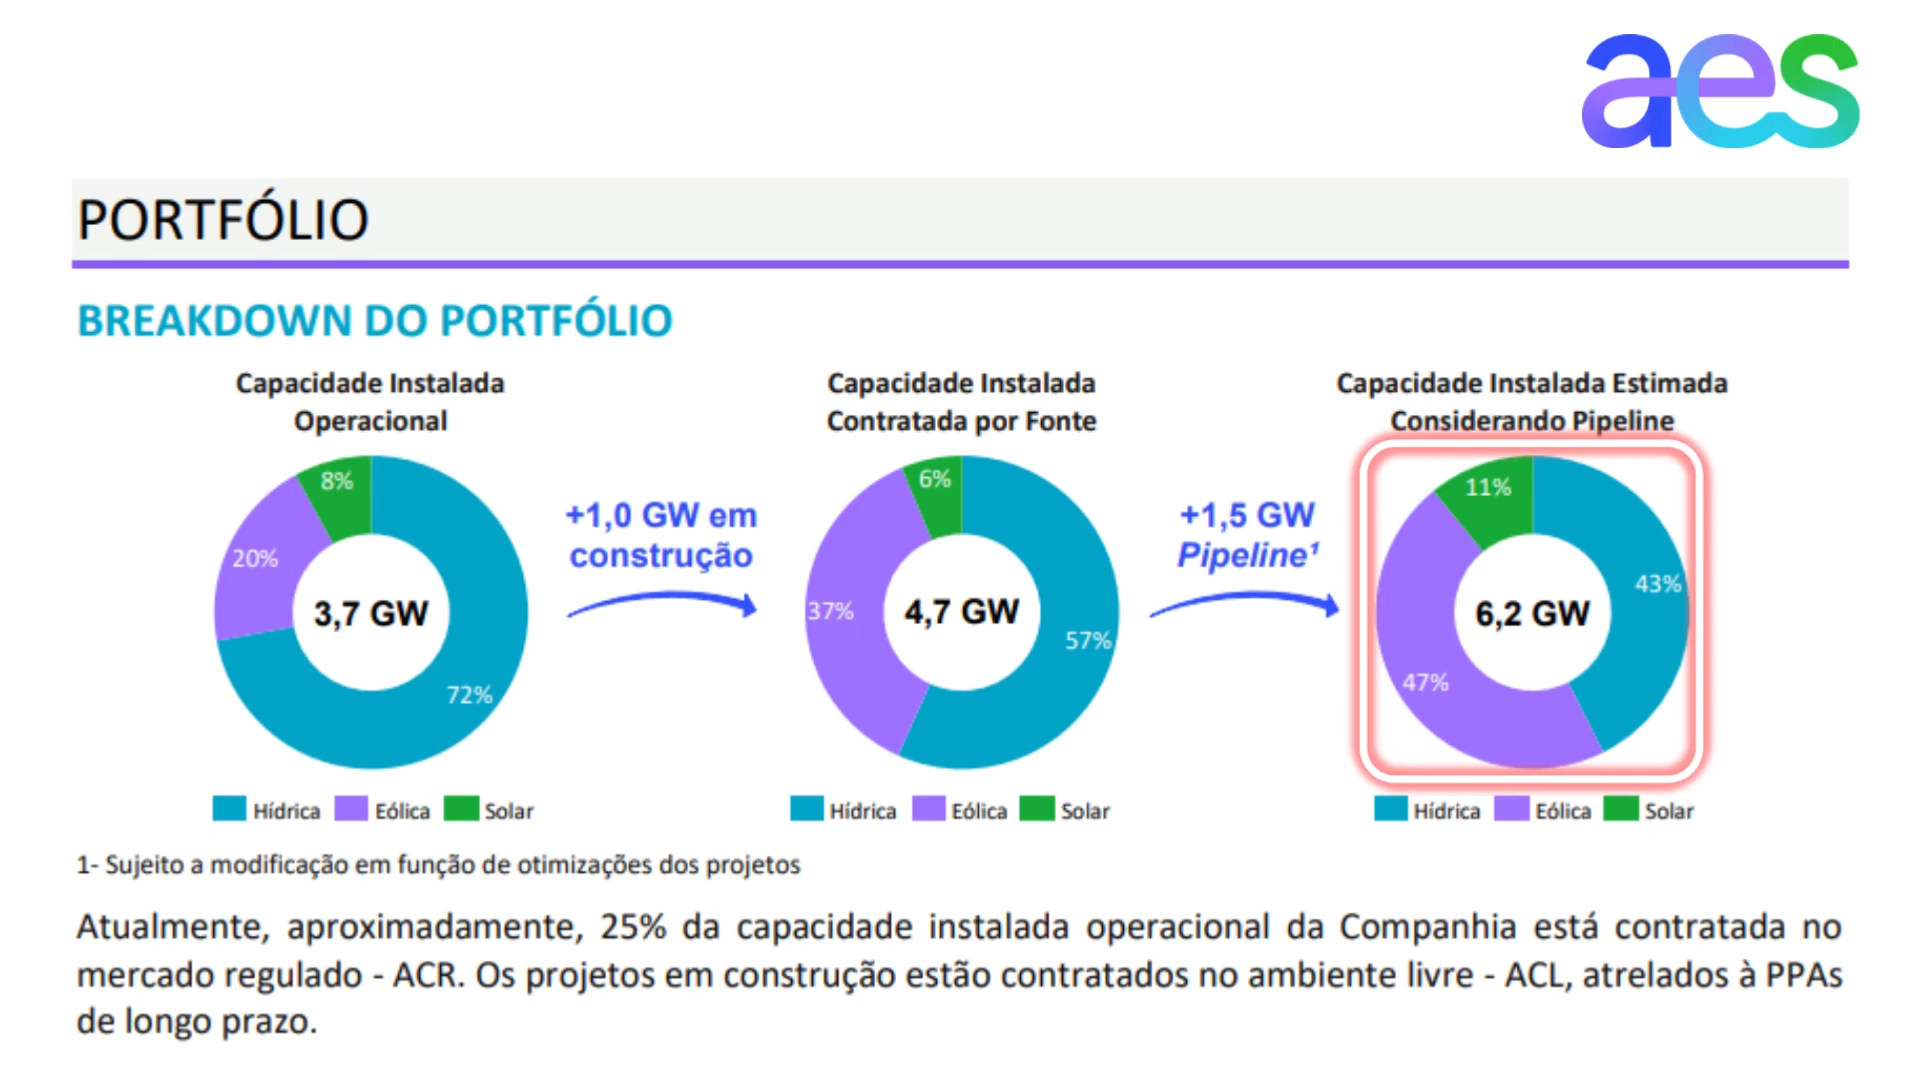 aes
PORTFÓLIO
BREAKDOWN DO PORTFÓLIO
Capacidade Instalada
Operacional
8%
20%
3,7 GW
72%
Hídrica Eólica Solar
+1,0 GW em
construção
Capacidade Instalada
Contratada por Fonte
6%
37%
4,7 GW
57%
Hídrica Eólica Solar
+1,5 GW
Pipeline¹
Capacidade Instalada Estimada
Considerando Pipeline
11%
43%
6,2 GW
47%
Hídrica Eólica Solar
1- Sujeito a modificação em função de otimizações dos projetos
Atualmente, aproximadamente, 25% da capacidade instalada operacional da Companhia está contratada no
mercado regulado - ACR. Os projetos em construção estão contratados no ambiente livre - ACL, atrelados à PPAs
de longo prazo.